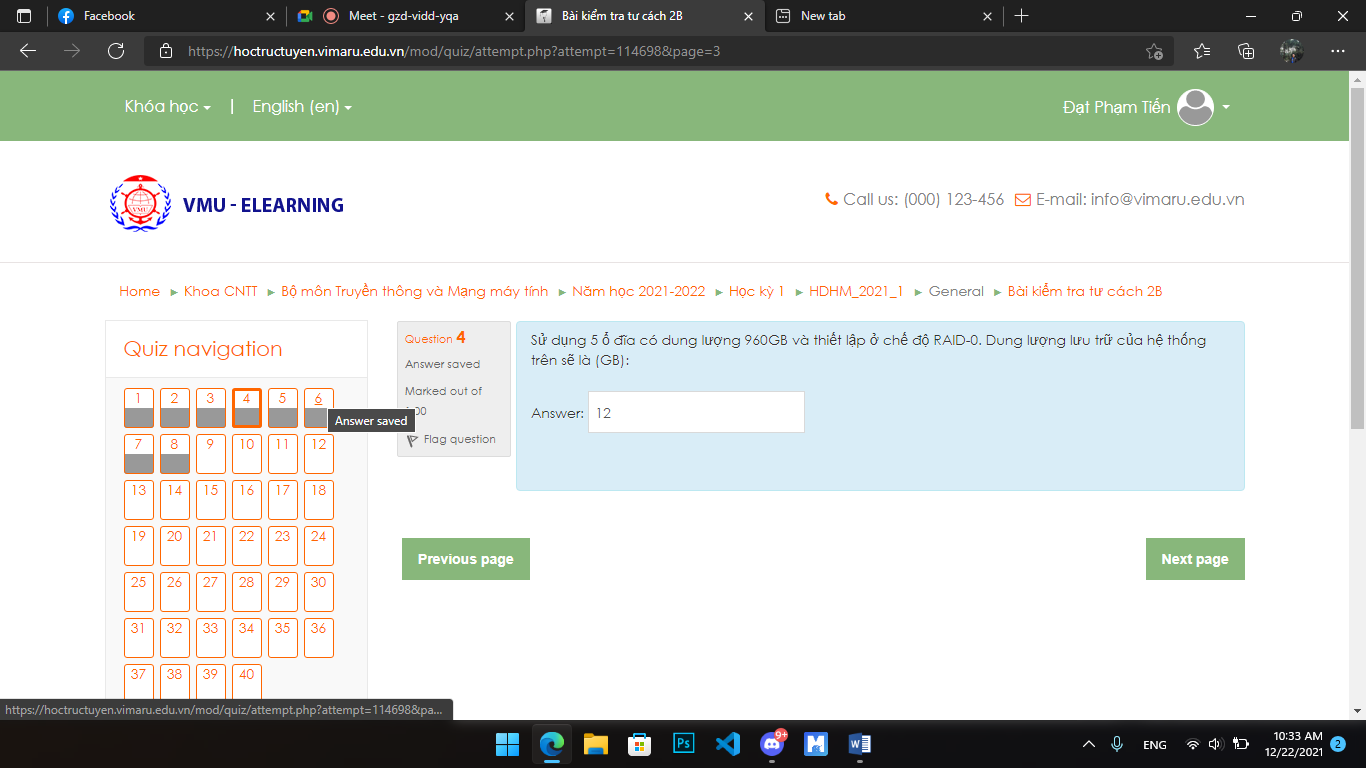 Facebook
Meet - gzd-vidd-yqa
Bài kiểm tra tư cách 2B
New tab
https://hoctructuyen.vimaru.edu.vn/mod/quiz/attempt.php?attempt=114698&page=3
Khóa học
|
English (en)
Đạt Phạm Tiến
VMU - ELEARNING
Call us: (000) 123-456
E-mail: info@vimaru.edu.vn
Home ► Khoa CNTT ► Bộ môn Truyền thông và Mạng máy tính ► Năm học 2021-2022 ► Học kỳ 1 ► HDHM_2021_1 ► General ► Bài kiểm tra tư cách 2B
Quiz navigation
1 2 3 4 5 6
7 8 9 10 11 12
13 14 15 16 17 18
19 20 21 22 23 24
25 26 27 28 29 30
31 32 33 34 35 36
37 38 39 40
Answer saved
Question 4
Answer saved
Marked out of
.00
Flag question
Sử dụng 5 ổ đĩa có dung lượng 960GB và thiết lập ở chế độ RAID-0. Dung lượng lưu trữ của hệ thống
trên sẽ là (GB):
Answer: 12
Previous page
Next page
https://hoctructuyen.vimaru.edu.vn/mod/quiz/attempt.php?attempt=114698&pa...
Ps
9+
ENG
10:33 AM
12/22/2021
2